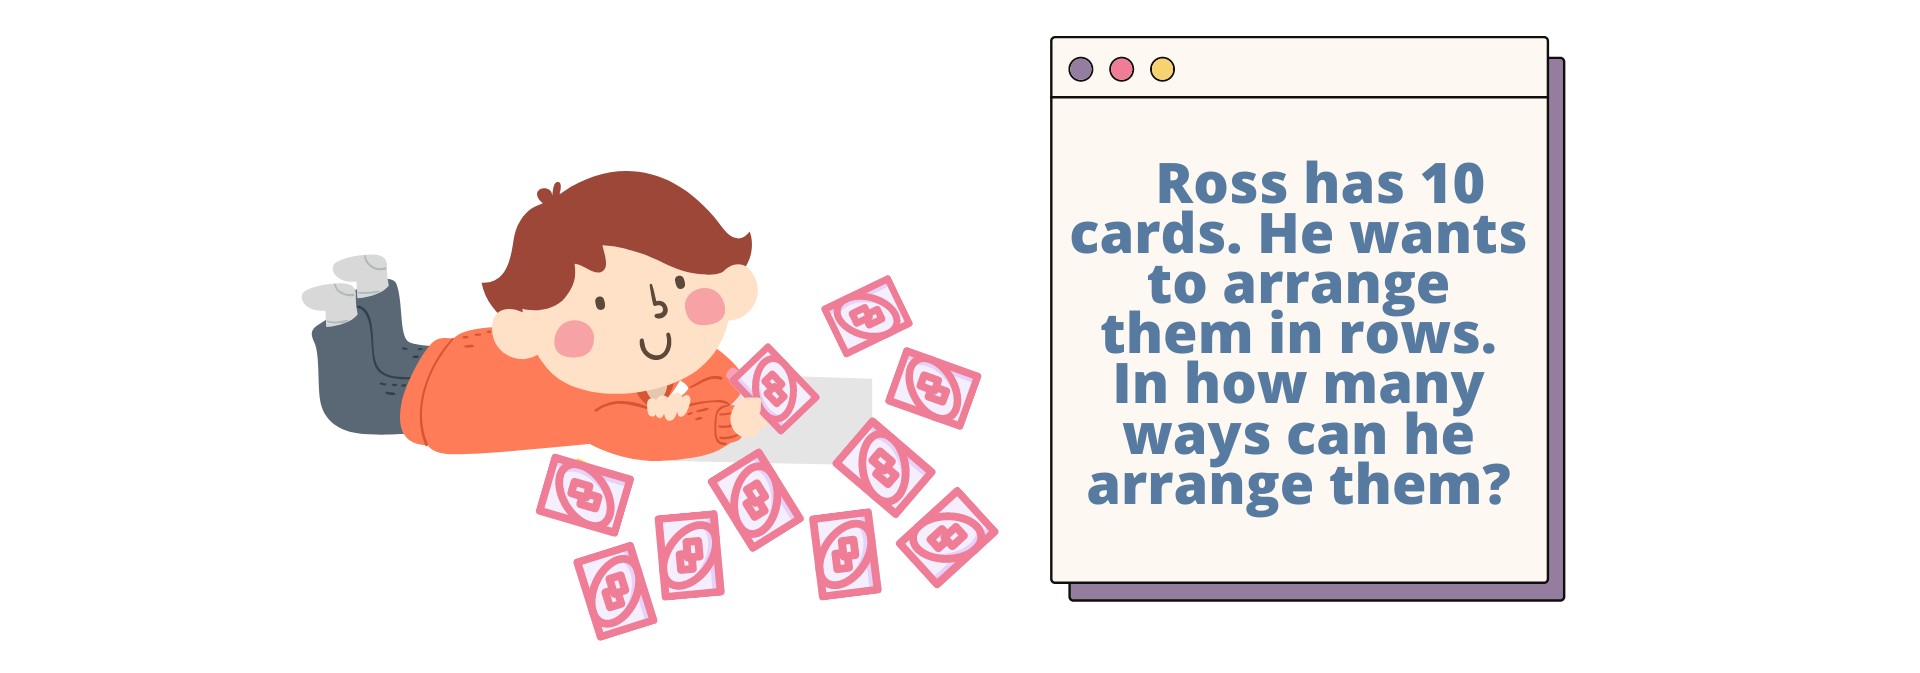 Ross has 10
cards. He wants
to arrange
them in rows.
In how many
ways can he
arrange them?